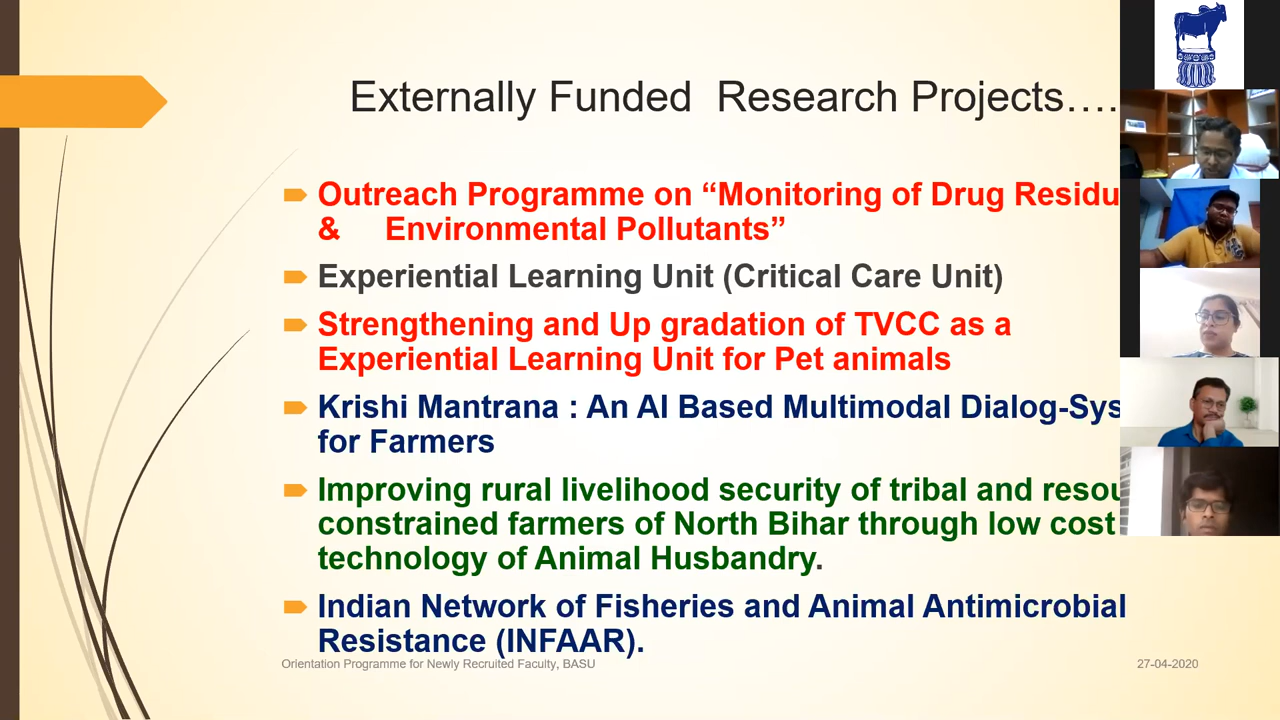 Externally Funded Research Projects….
Outreach Programme on “Monitoring of Drug
& Environmental Pollutants”
Experiential Learning Unit (Critical Care Unit)
Strengthening and Up gradation of TVCC as a
Experiential Learning Unit for Pet animals
Krishi Mantrana : An AI Based Multimodal
for Farmers
Improving rural livelihood security of tribal and
constrained farmers of North Bihar through low cost
technology of Animal Husbandry.
Indian Network of Fisheries and Animal Antimicrobial
Resistance (INFAAR).
Orientation Programme for Newly Recruited Faculty, BASU
27-04-2020